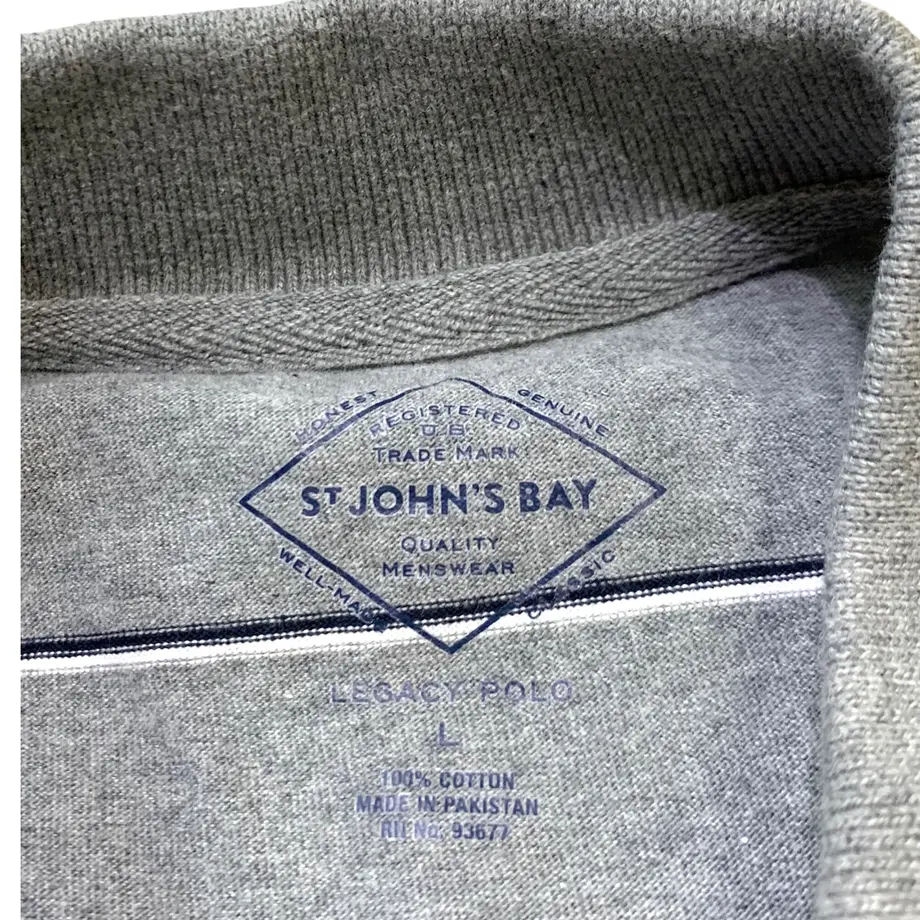 HONEST GENUINE
REGISTERED
U.S.
TRADE MARK
ST JOHN'S BAY
QUALITY
MENSWEAR
WELL-MADE CLASSIC
LEGACY POLO
L
100% COTTON
MADE IN PAKISTAN
RN No: 93677